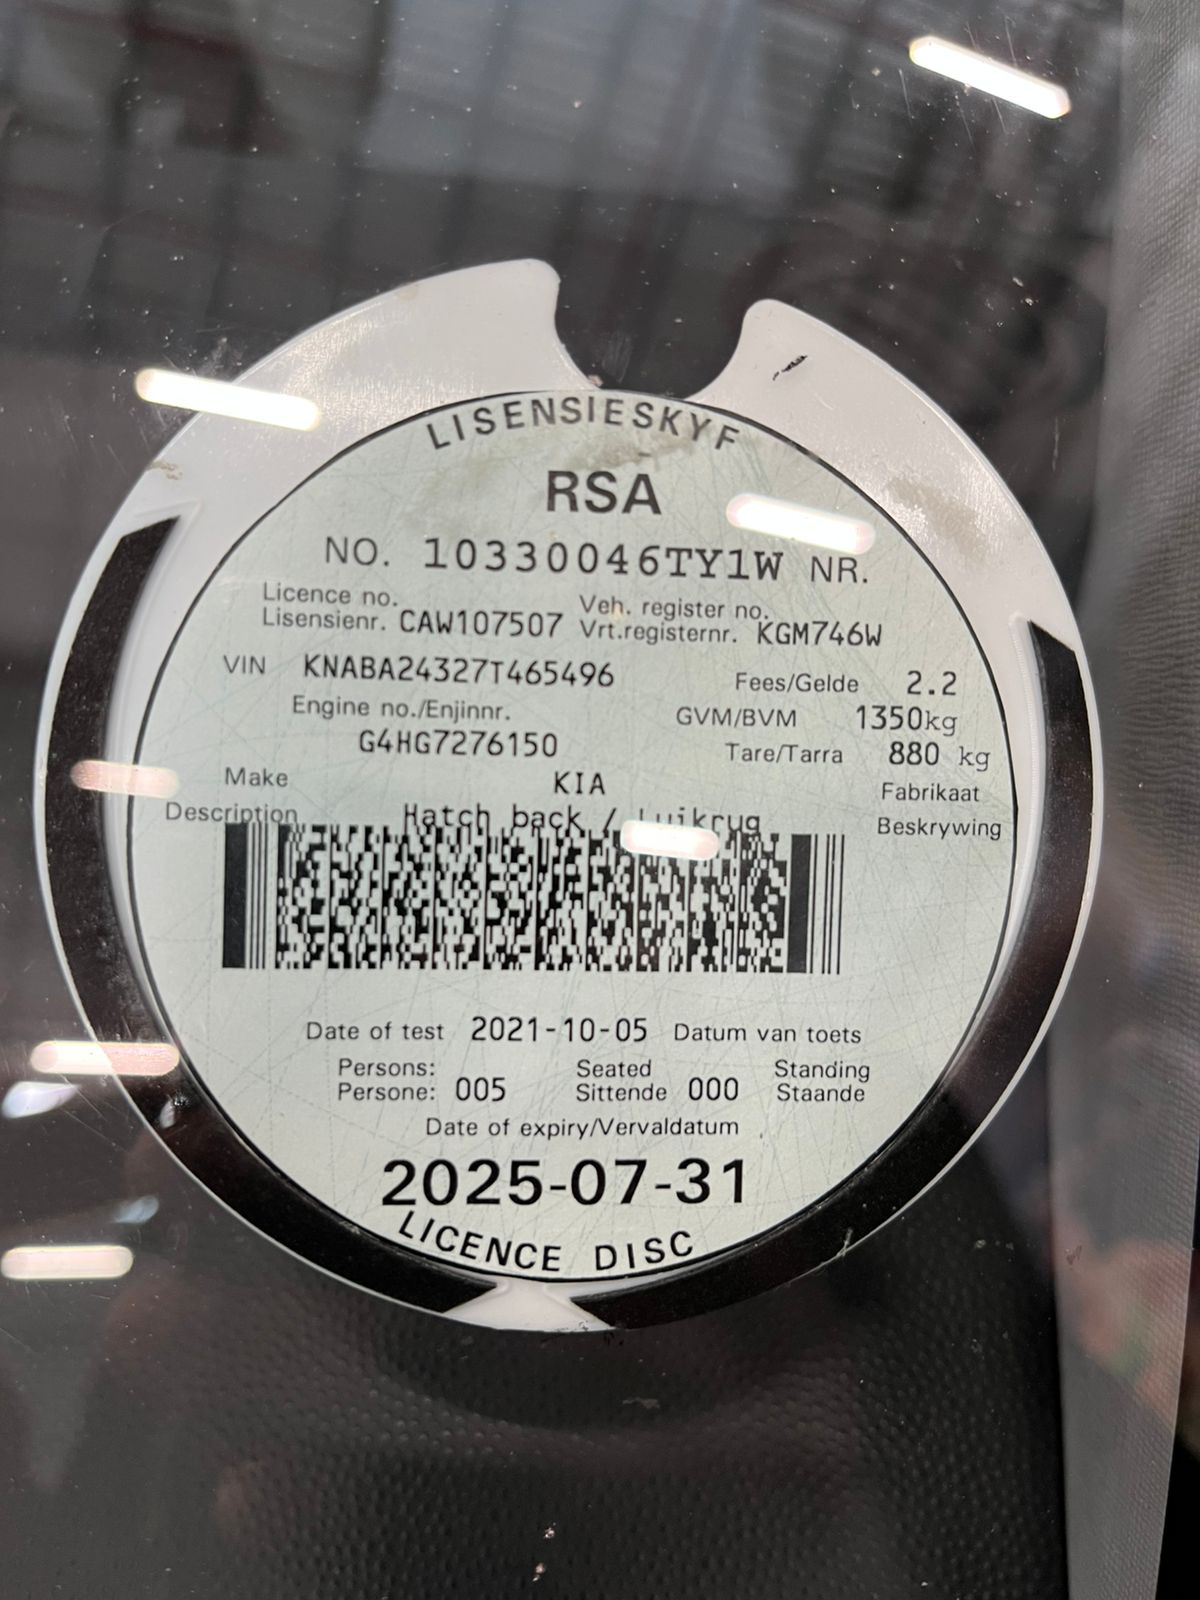 LISENSIESKYF
RSA
NO. 10330046TY1W NR.
Licence no. Veh. register no.
Lisensienr. CAW107507 Vrt.registernr. KGM746W
VIN KNABA24327T465496 Fees/Gelde 2.2
Engine no./Enjinnr. GVM/BVM 1350kg
G4HG7276150 Tare/Tarra 880 kg
Make KIA Fabrikaat
Description Hatch back / Luikrug Beskrywing
Date of test 2021-10-05 Datum van toets
Persons: Seated Standing
Persone: 005 Sittende 000 Staande
Date of expiry/Vervaldatum
2025-07-31
LICENCE DISC